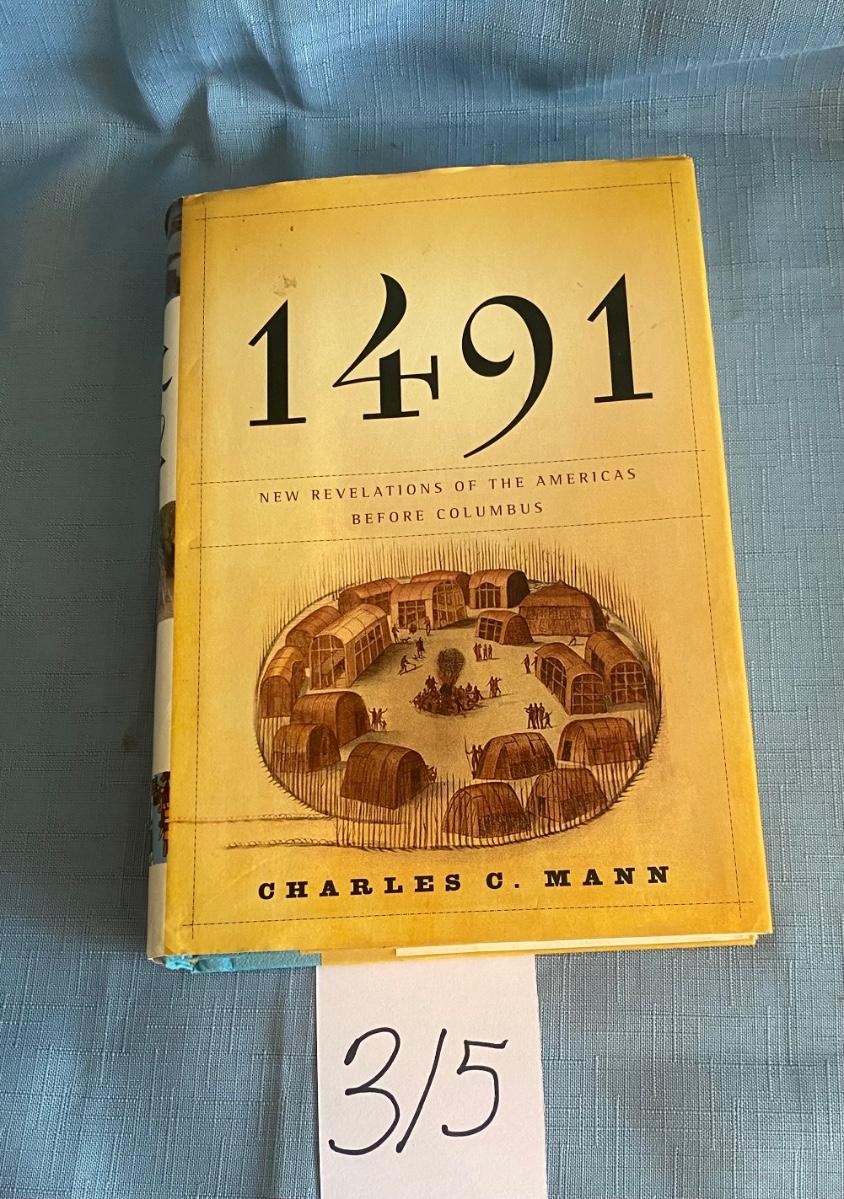 1491
NEW REVELATIONS OF THE AMERICAS
BEFORE COLUMBUS
CHARLES C. MANN
3/5